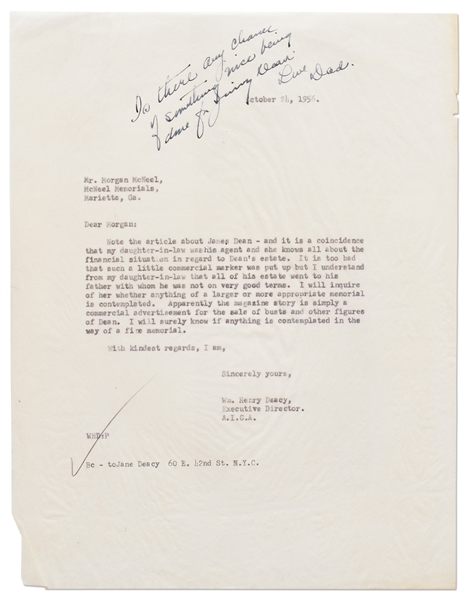 Is there any chance
of something nice being
done for Jimmy Dean
Love Dad.
October 24, 1956.
Mr. Morgan McNeel,
McNeel Memorials,
Marietta, Ga.
Dear Morgan:
Note the article about James Dean - and it is a coincidence
that my daughter-in-law was his agent and she knows all about the
financial situation in regard to Dean's estate. It is too bad
that such a little commercial marker was put up but I understand
from my daughter-in-law that all of his estate went to his
father with whom he was not on very good terms. I will inquire
of her whether anything of a larger or more appropriate memorial
is contemplated. Apparently the magazine story is simply a
commercial advertisement for the sale of busts and other figures
of Dean. I will surely know if anything is contemplated in the
way of a fine memorial.
With kindest regards, I am,
Sincerely yours,
Wm. Henry Deacy,
Executive Director.
A.I.C.A.
WHD:P
Bc - toJane Deacy 60 E. 42nd St. N.Y.C.